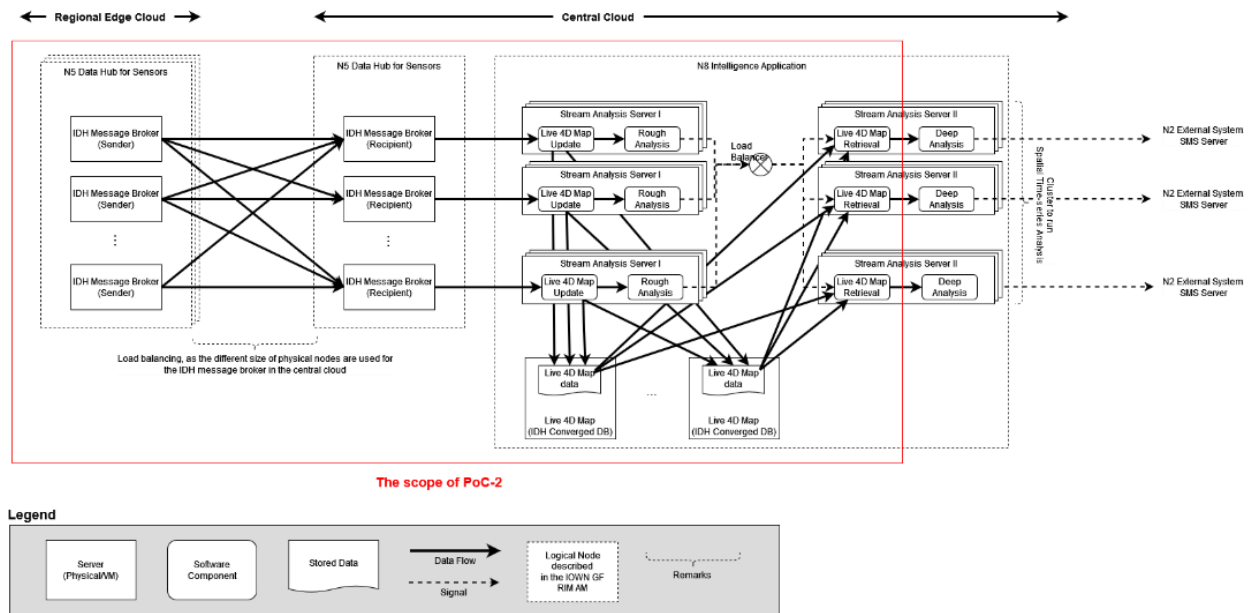 Regional Edge Cloud
Central Cloud
N5 Data Hub for Sensors
N5 Data Hub for Sensors
N8 Intelligence Application
IDH Message Broker
(Sender)
IDH Message Broker
(Sender)
⋮
IDH Message Broker
(Sender)
IDH Message Broker
(Recipient)
IDH Message Broker
(Recipient)
⋮
IDH Message Broker
(Recipient)
Stream Analysis Server I
Live 4D Map
Update
Rough
Analysis
Stream Analysis Server I
Live 4D Map
Update
Rough
Analysis
Stream Analysis Server I
Live 4D Map
Update
Rough
Analysis
Load
Balancer
Stream Analysis Server II
Live 4D Map
Retrieval
Deep
Analysis
Stream Analysis Server II
Live 4D Map
Retrieval
Deep
Analysis
Stream Analysis Server II
Live 4D Map
Retrieval
Deep
Analysis
Cluster to run
Spatial Time-series Analysis
N2 External System:
SMS Server
N2 External System:
SMS Server
N2 External System:
SMS Server
Load balancing, as the different size of physical nodes are used for
the IDH message broker in the central cloud
Live 4D Map
data
Live 4D Map
(IDH Converged DB)
...
Live 4D Map
data
Live 4D Map
(IDH Converged DB)
The scope of PoC-2
Legend
Server
(Physical/VM)
Software
Component
Stored Data
Data Flow
Signal
Logical Node
described
in the IOWN GF
RIM AM
Remarks